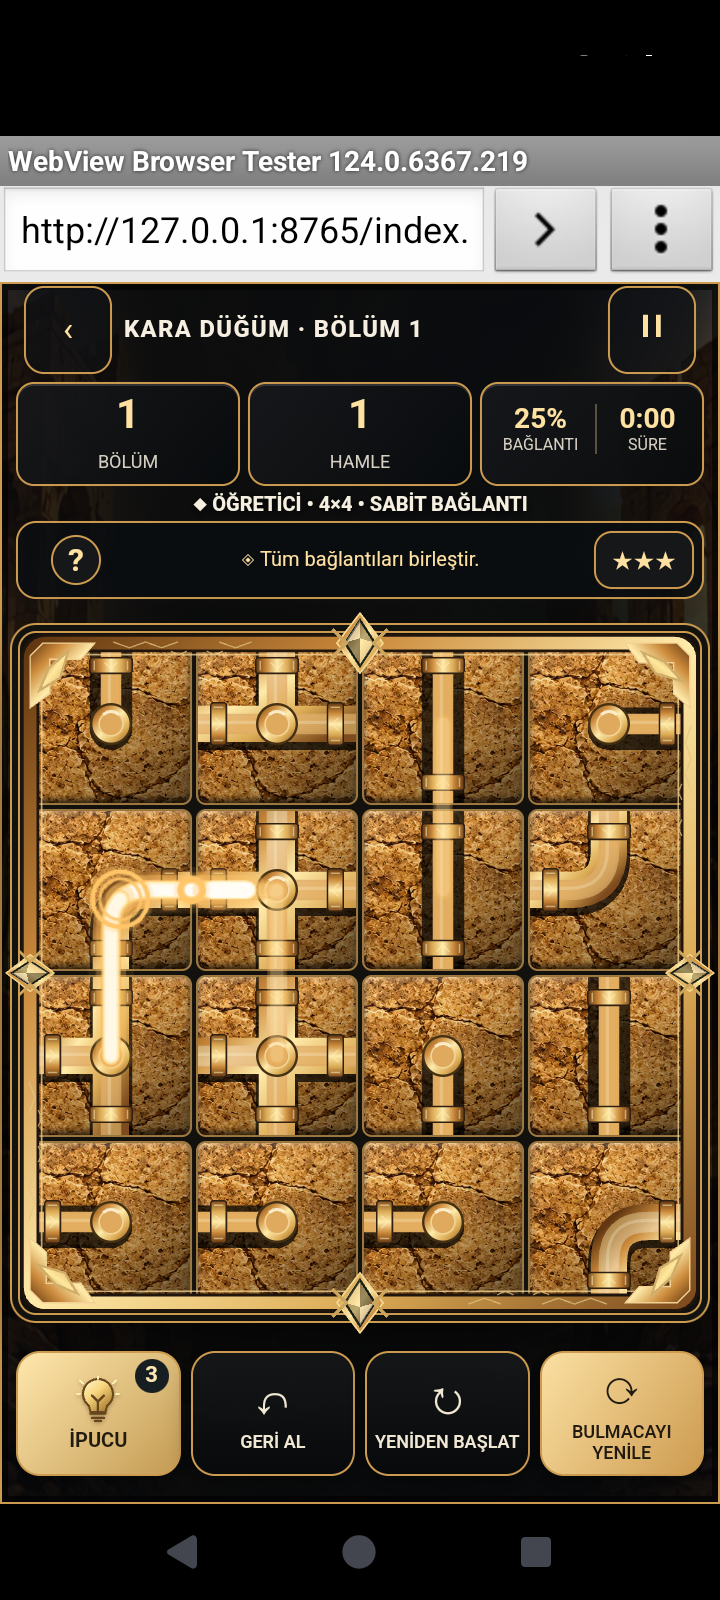 WebView Browser Tester 124.0.6367.219
http://127.0.0.1:8765/index.
KARA DÜĞÜM · BÖLÜM 1
1
BÖLÜM
1
HAMLE
25%
BAĞLANTI
0:00
SÜRE
◆ ÖĞRETİCİ • 4×4 • SABİT BAĞLANTI
?
◈ Tüm bağlantıları birleştir.
★★★
3
İPUCU
GERİ AL
YENİDEN BAŞLAT
BULMACAYI
YENİLE